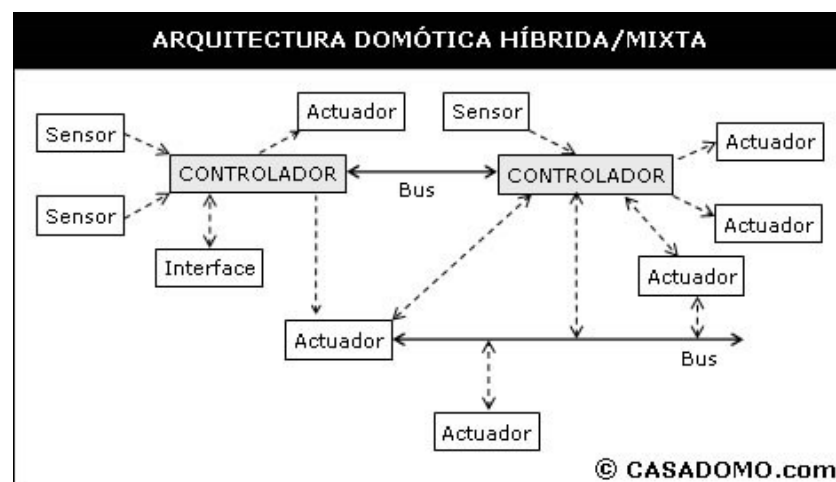 ARQUITECTURA DOMÓTICA HÍBRIDA/MIXTA
Actuador
Sensor
Sensor
Actuador
CONTROLADOR
CONTROLADOR
Bus
Sensor
Actuador
Interface
Actuador
Actuador
Bus
Actuador
© CASADOMO.com